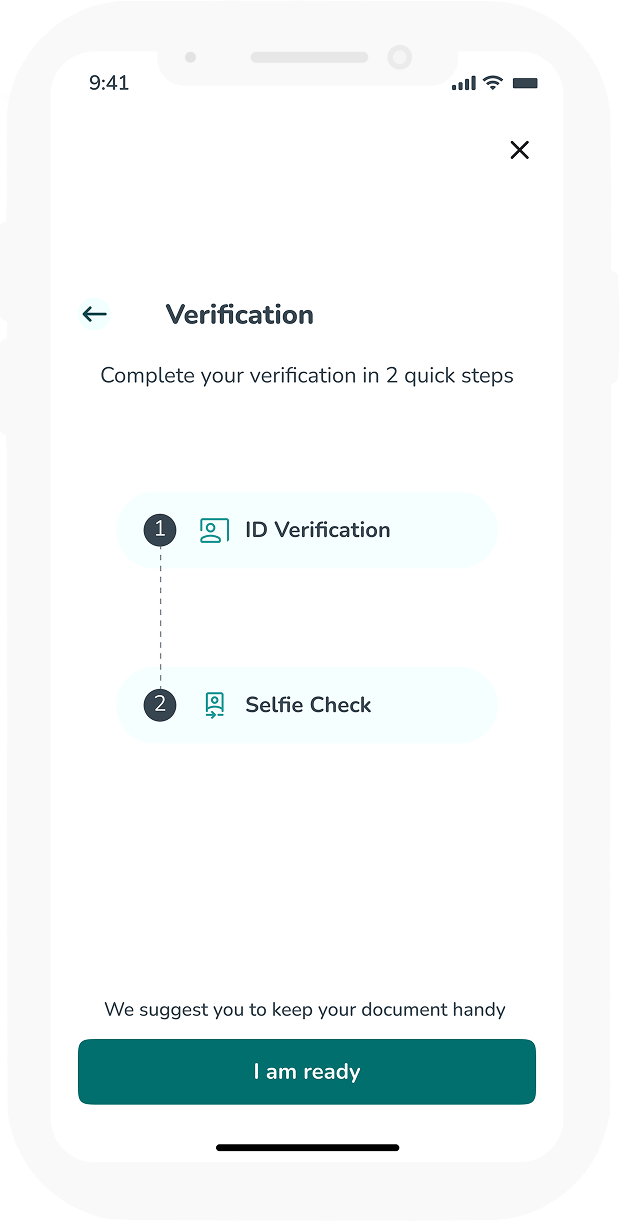 9:41
Verification
Complete your verification in 2 quick steps
1 ID Verification
2 Selfie Check
We suggest you to keep your document handy
I am ready